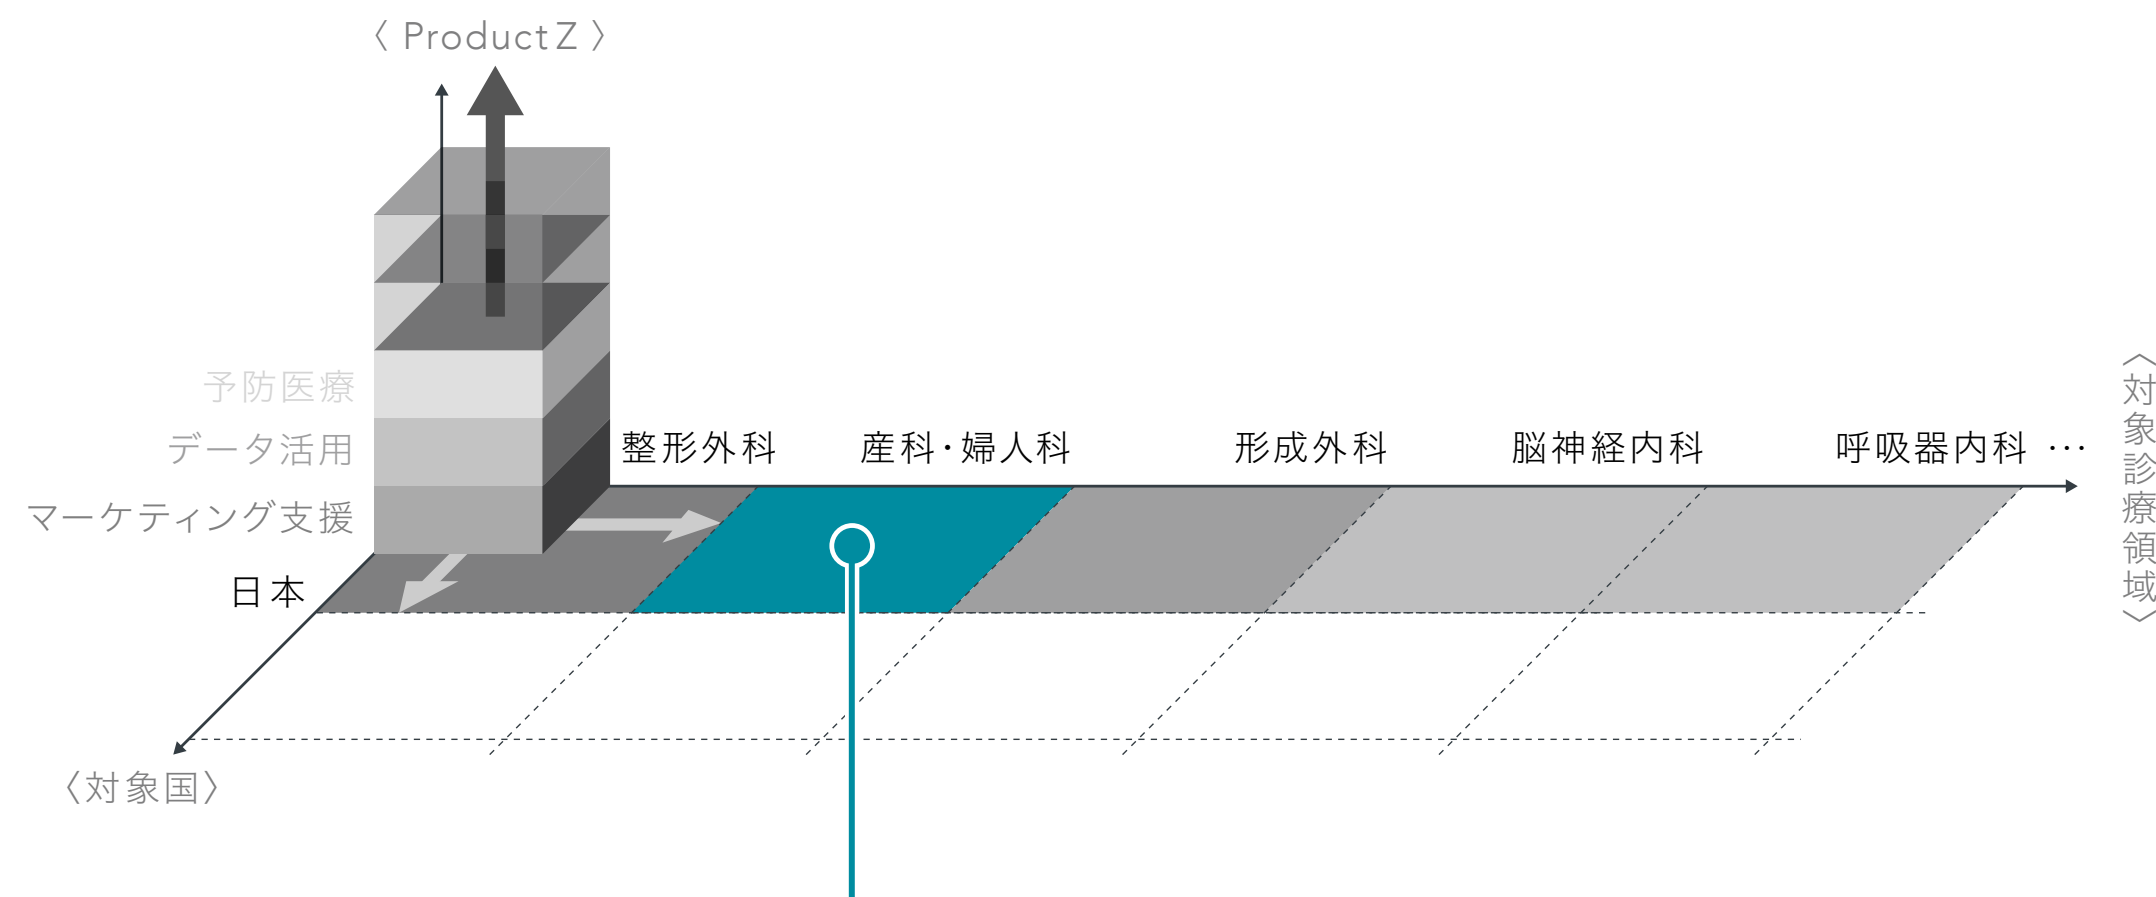 〈 ProductZ 〉
予防医療
データ活用
マーケティング支援
整形外科
産科・婦人科
形成外科
脳神経内科
呼吸器内科 …
〈対象診療領域〉
日本
〈対象国〉